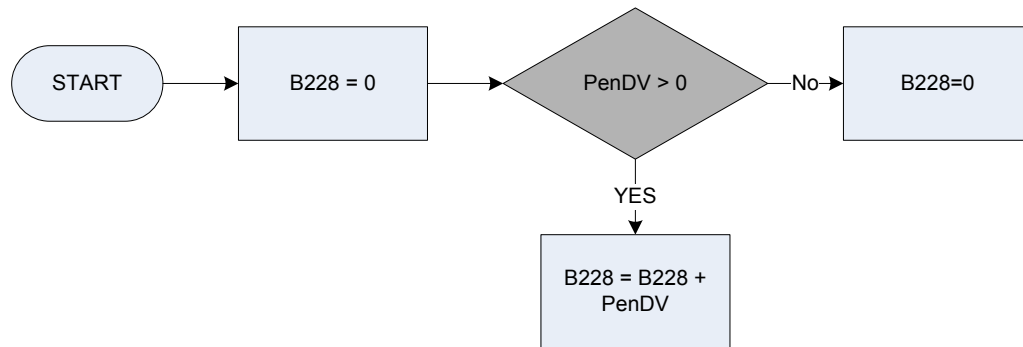 START
B228 = 0
PenDV > 0
No
B228=0
YES
B228 = B228 +
PenDV